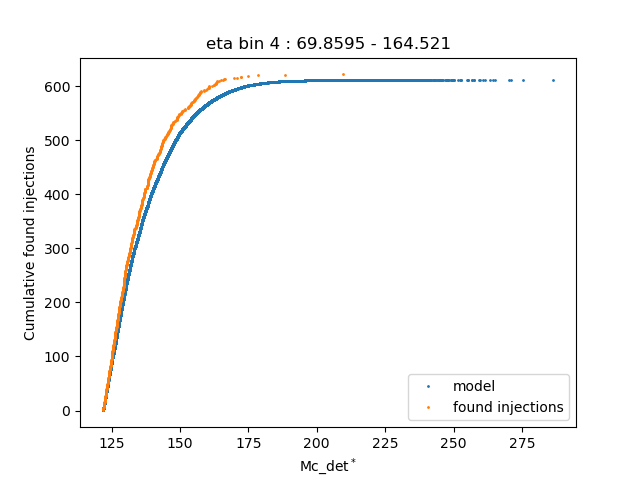 eta bin 4 : 69.8595 - 164.521
Cumulative found injections
600
500
400
300
200
100
0
125 150 175 200 225 250 275
Mc_det*
model
found injections